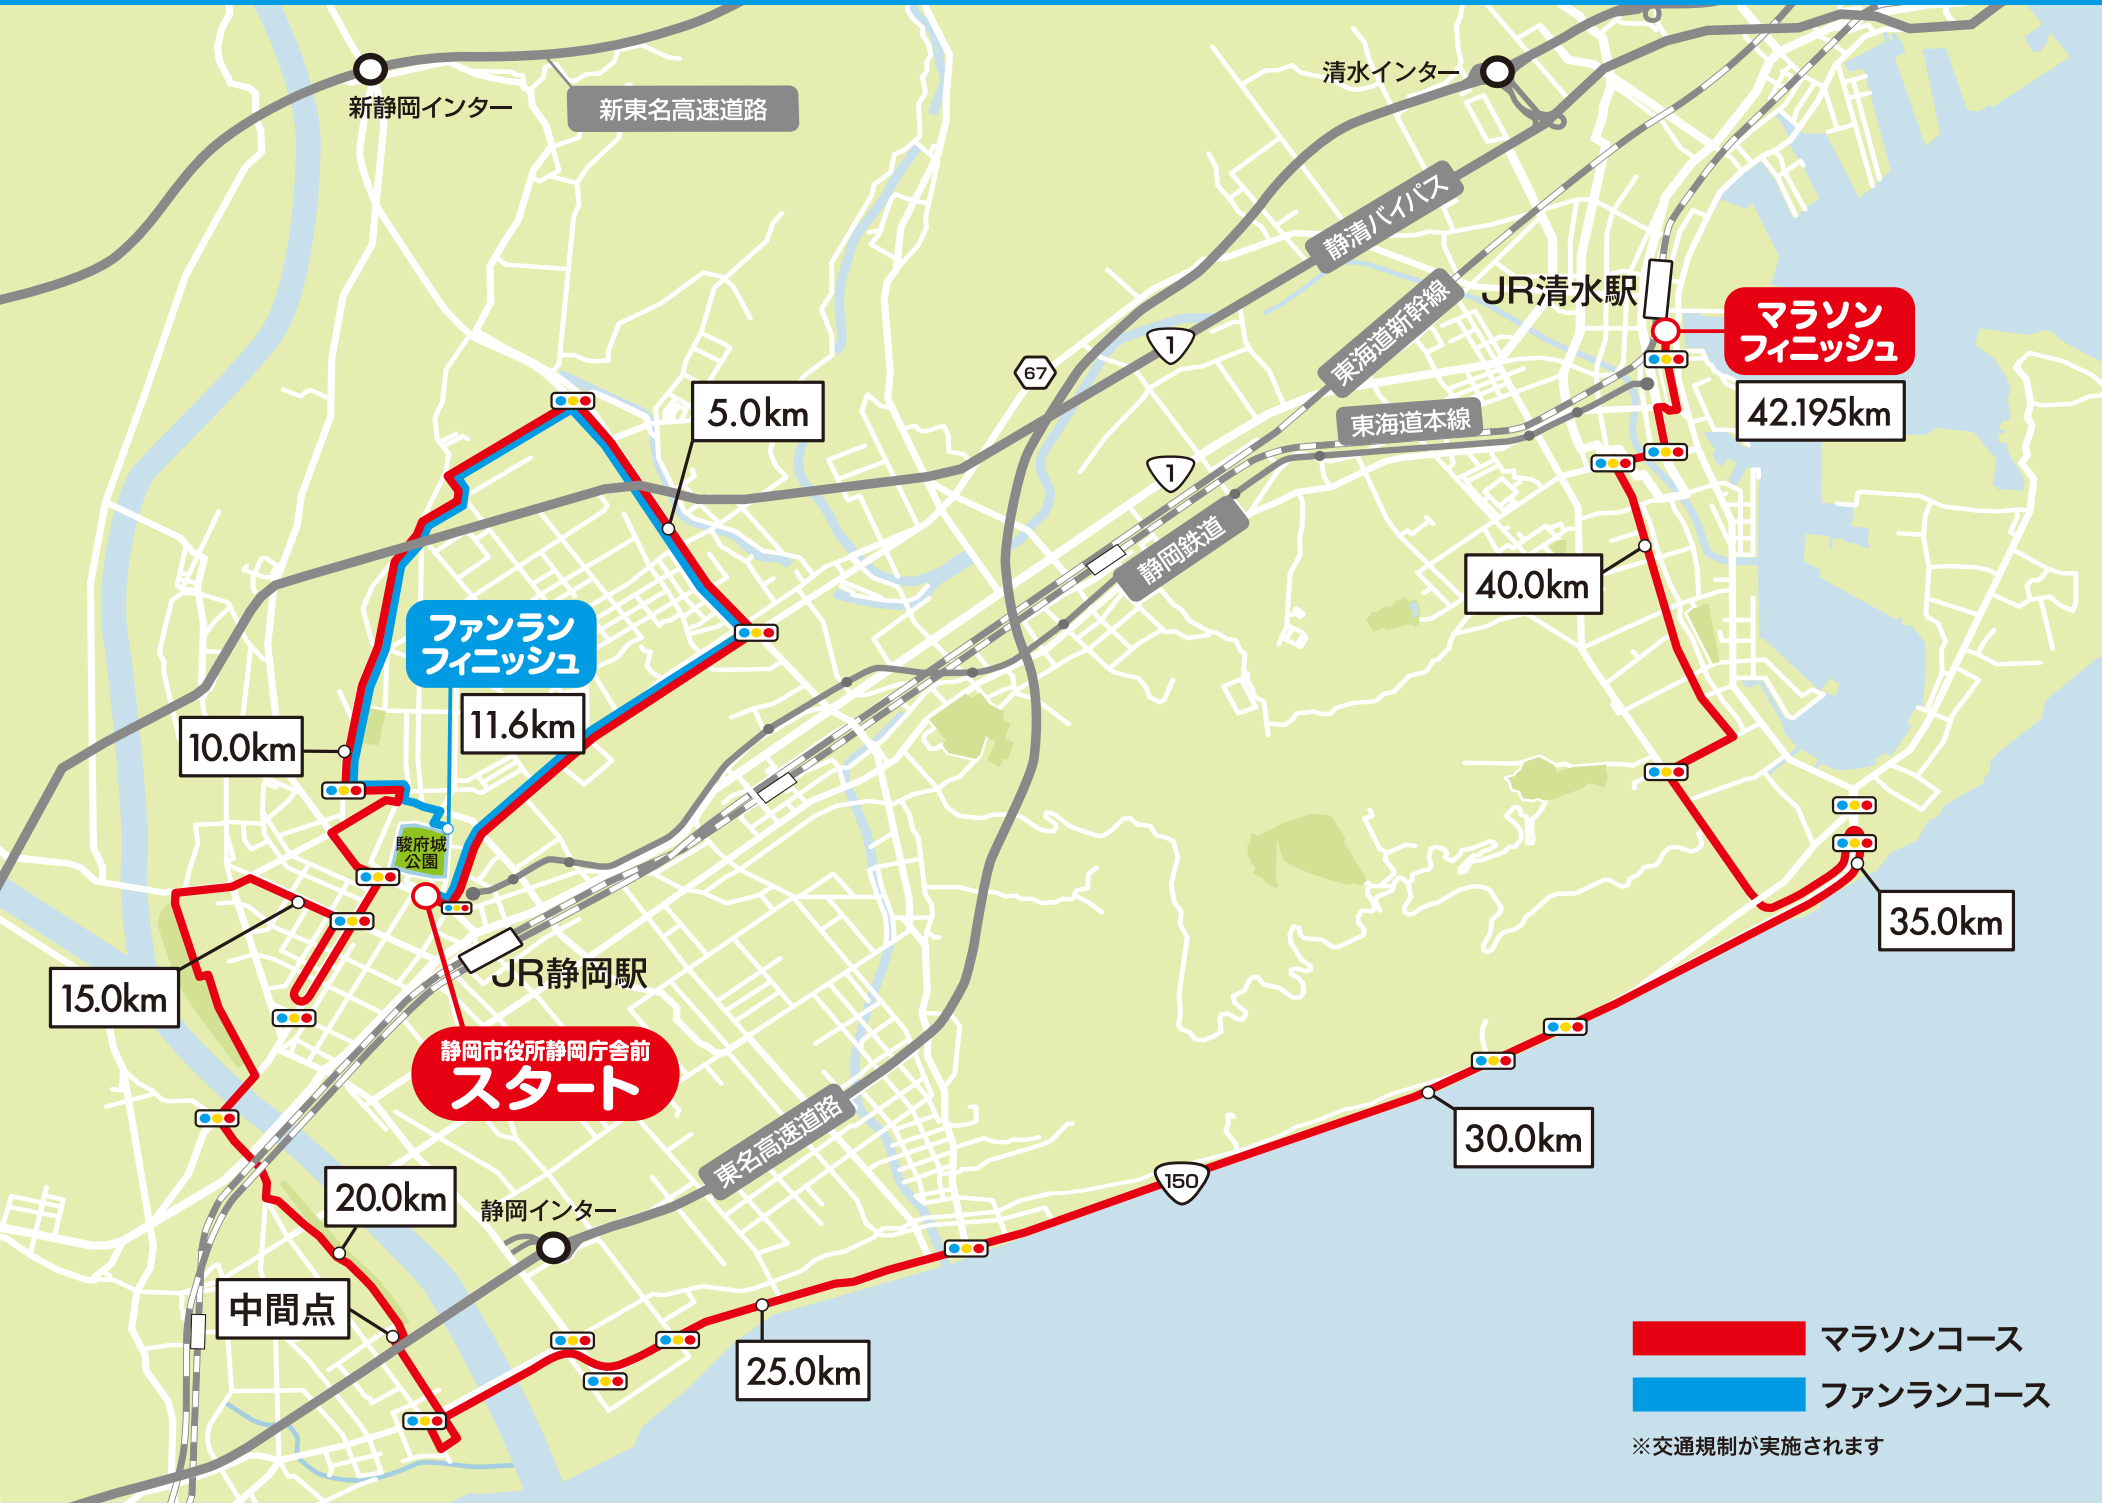 新静岡インター
新東名高速道路
清水インター
静清バイパス
JR清水駅
東海道新幹線
マラソン
フィニッシュ
1
67
42.195km
5.0km
東海道本線
1
静岡鉄道
40.0km
ファンラン
フィニッシュ
11.6km
10.0km
駿府城
公園
35.0km
15.0km
JR静岡駅
静岡市役所静岡庁舎前
スタート
東名高速道路
30.0km
150
20.0km
静岡インター
中間点
25.0km
マラソンコース
ファンランコース
※交通規制が実施されます